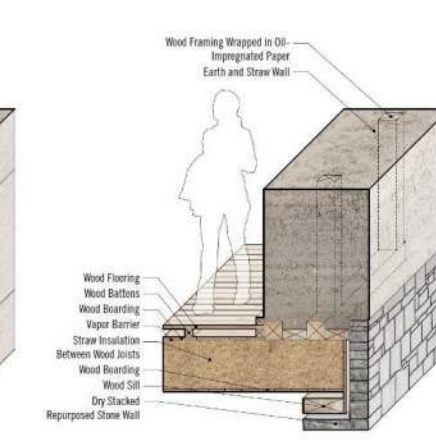 Wood Framing Wrapped in Oil-
Impregnated Paper
Earth and Straw Wall
Wood Flooring
Wood Battens
Wood Boarding
Vapor Barrier
Straw Insulation
Between Wood Joists
Wood Boarding
Wood Sill
Dry Stacked
Repurposed Stone Wall